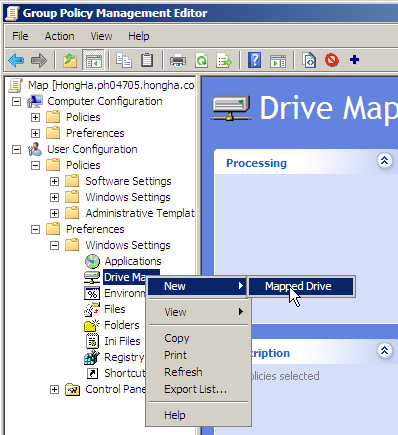 Group Policy Management Editor
File Action View Help
Map [HongHa.ph04705.hongha.co
Computer Configuration
Policies
Preferences
User Configuration
Policies
Software Settings
Windows Settings
Administrative Templat
Preferences
Windows Settings
Applications
Drive Ma
Environ
Files
Folders
Ini Files
Registry
Shortcut
Control Pane
New
View
Copy
Print
Refresh
Export List...
Help
Mapped Drive
Drive Map
Processing
cription
olicies selected